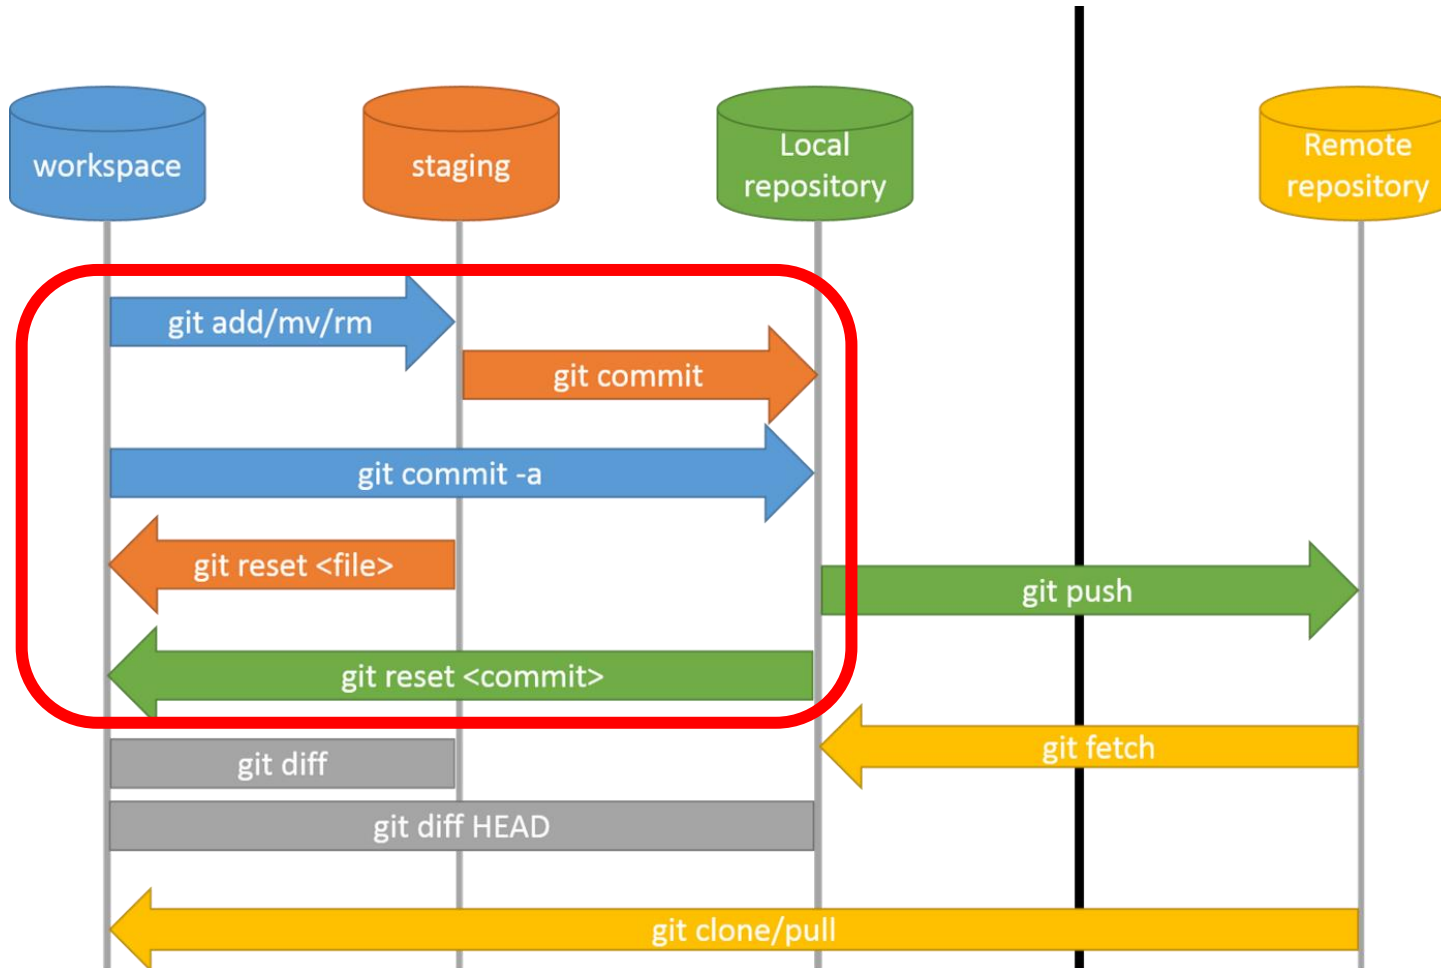 workspace
staging
Local
repository
Remote
repository
git add/mv/rm
git commit
git commit -a
git reset <file>
git push
git reset <commit>
git fetch
git diff
git diff HEAD
git clone/pull